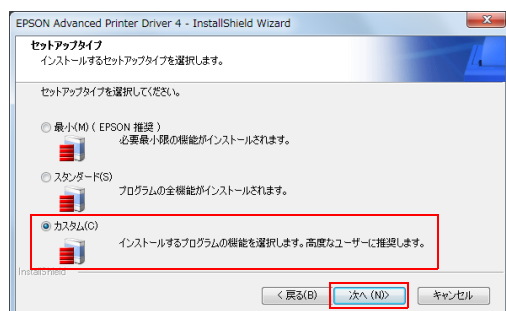 EPSON Advanced Printer Driver 4 - InstallShield Wizard
セットアップタイプ
インストールするセットアップタイプを選択します。
セットアップタイプを選択してください。
最小(M) ( EPSON 推奨 )
必要最小限の機能がインストールされます。
スタンダード(S)
プログラムの全機能がインストールされます。
カスタム(C)
インストールするプログラムの機能を選択します。高度なユーザーに推奨します。
InstallShield
< 戻る(B)
次へ (N)>
キャンセル